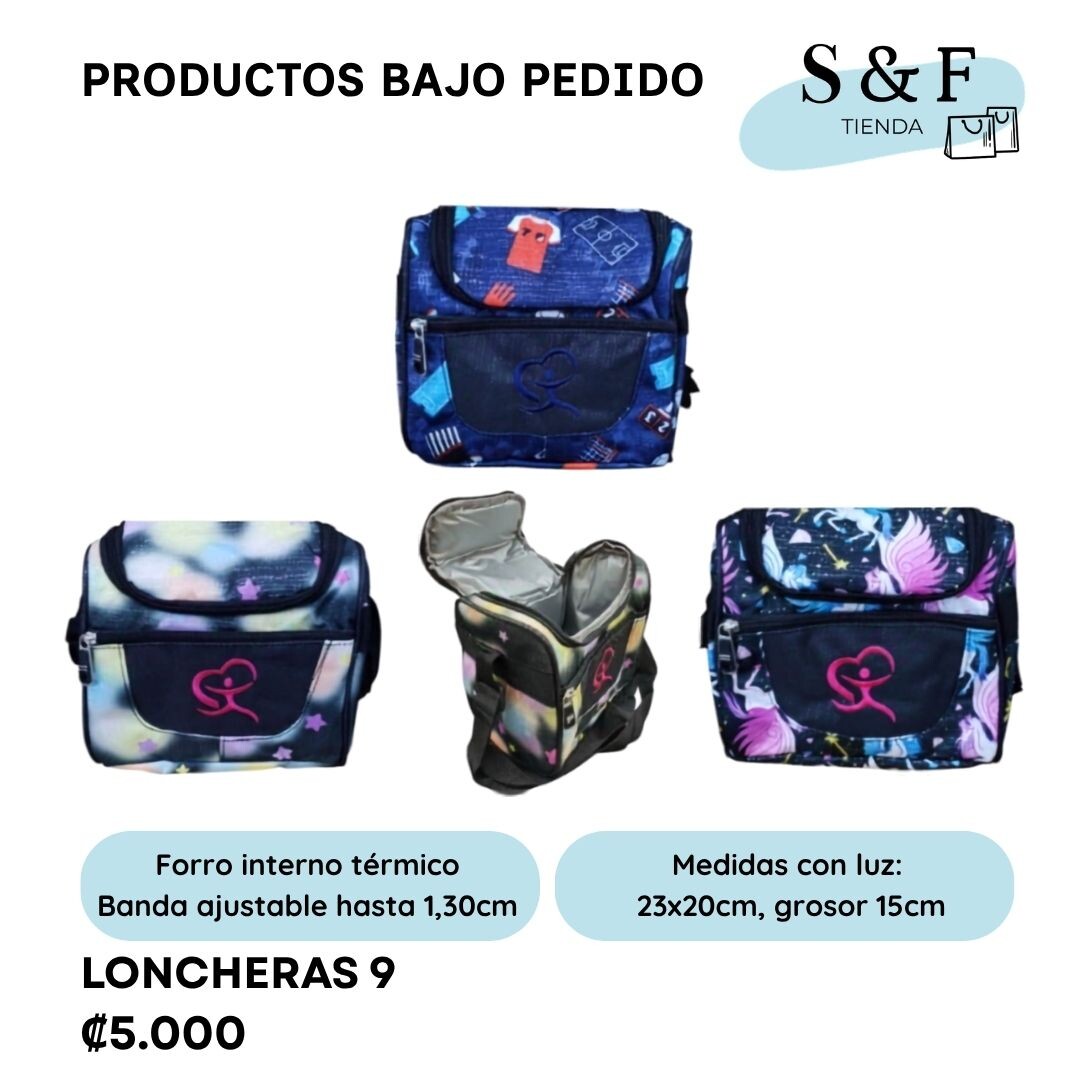 PRODUCTOS BAJO PEDIDO
S & F
TIENDA
Forro interno térmico
Banda ajustable hasta 1,30cm
Medidas con luz:
23x20cm, grosor 15cm
LONCHERAS 9
₡5.000